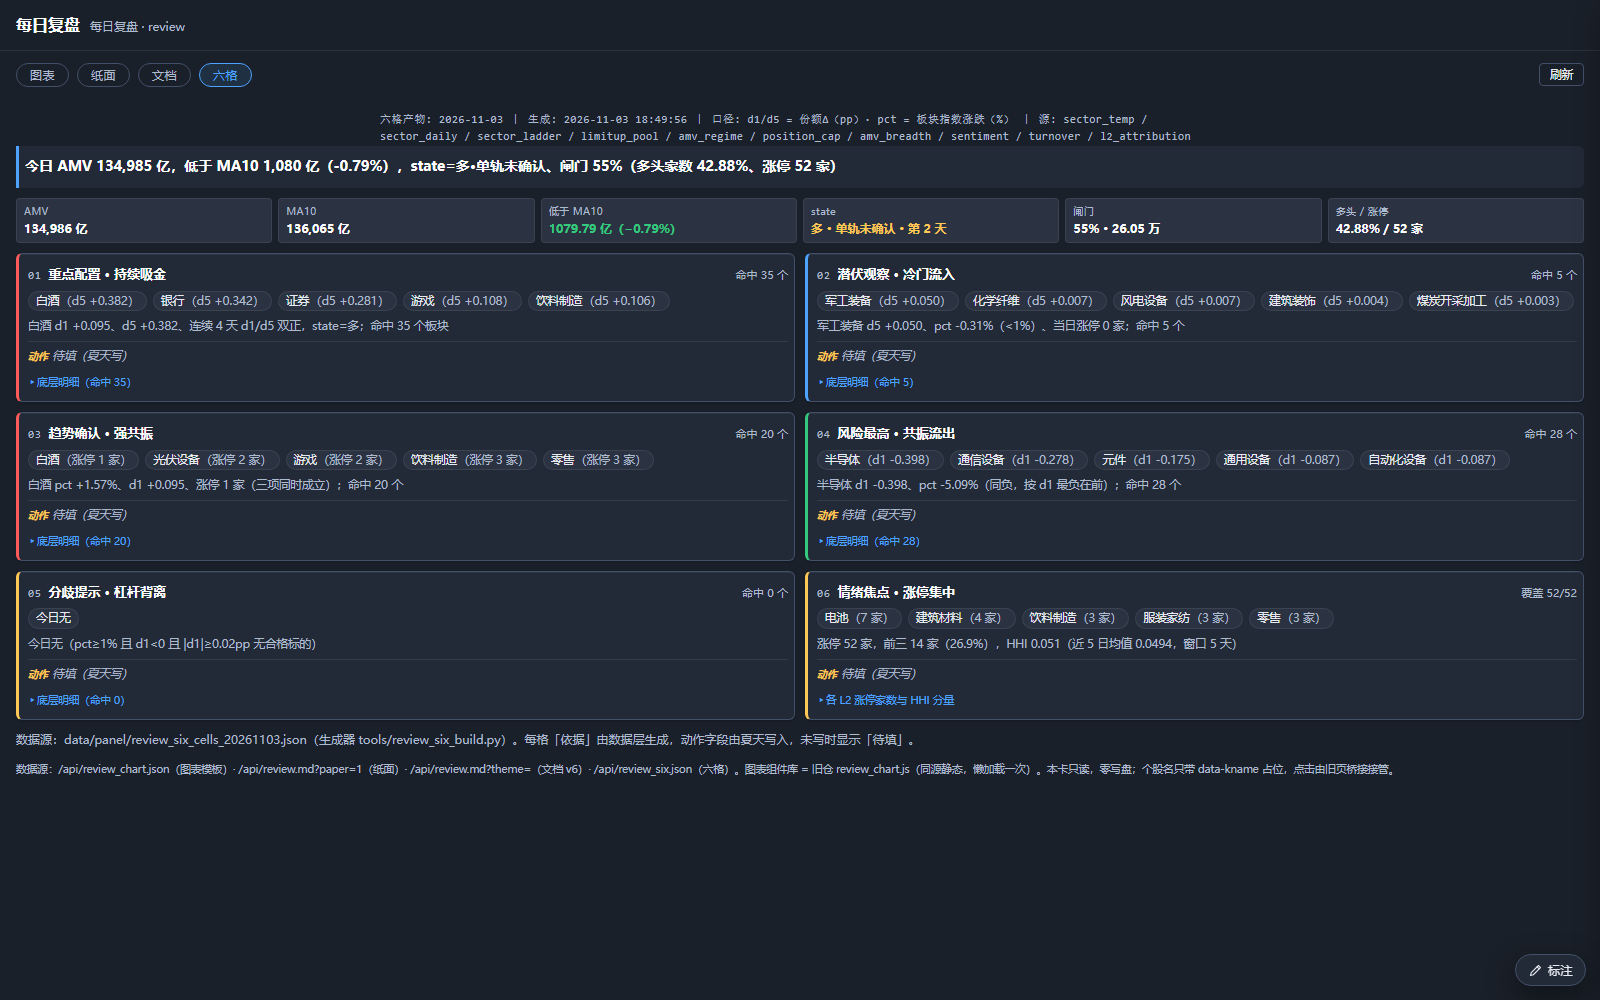 每日复盘 每日复盘 · review
图表 纸面 文档 六格 刷新
六格产物: 2026-11-03 | 生成: 2026-11-03 18:49:56 | 口径: d1/d5 = 份额Δ (pp) · pct = 板块指数涨跌 (%) | 源: sector_temp /
sector_daily / sector_ladder / limitup_pool / amv_regime / position_cap / amv_breadth / sentiment / turnover / l2_attribution
今日 AMV 134,985 亿，低于 MA10 1,080 亿（-0.79%），state=多·单轨未确认、闸门 55%（多头家数 42.88%、涨停 52 家）
AMV
134,986 亿
MA10
136,065 亿
低于 MA10
1079.79 亿（−0.79%）
state
多 · 单轨未确认 · 第 2 天
闸门
55% · 26.05 万
多头 / 涨停
42.88% / 52 家
01 重点配置 · 持续吸金 命中 35 个
白酒（d5 +0.382） 银行（d5 +0.342） 证券（d5 +0.281） 游戏（d5 +0.108） 饮料制造（d5 +0.106）
白酒 d1 +0.095、d5 +0.382、连续 4 天 d1/d5 双正，state=多；命中 35 个板块
动作 待填（夏天写）
▸底层明细（命中 35）
02 潜伏观察 · 冷门流入 命中 5 个
军工装备（d5 +0.050） 化学纤维（d5 +0.007） 风电设备（d5 +0.007） 建筑装饰（d5 +0.004） 煤炭开采加工（d5 +0.003）
军工装备 d5 +0.050、pct -0.31%（<1%）、当日涨停 0 家；命中 5 个
动作 待填（夏天写）
▸底层明细（命中 5）
03 趋势确认 · 强共振 命中 20 个
白酒（涨停 1 家） 光伏设备（涨停 2 家） 游戏（涨停 2 家） 饮料制造（涨停 3 家） 零售（涨停 3 家）
白酒 pct +1.57%、d1 +0.095、涨停 1 家（三项同时成立）；命中 20 个
动作 待填（夏天写）
▸底层明细（命中 20）
04 风险最高 · 共振流出 命中 28 个
半导体（d1 -0.398） 通信设备（d1 -0.278） 元件（d1 -0.175） 通用设备（d1 -0.087） 自动化设备（d1 -0.087）
半导体 d1 -0.398、pct -5.09%（同负，按 d1 最负在前）；命中 28 个
动作 待填（夏天写）
▸底层明细（命中 28）
05 分歧提示 · 杠杆背离 命中 0 个
今日无
今日无（pct≥1% 且 d1<0 且 |d1|≥0.02pp 无合格标的）
动作 待填（夏天写）
▸底层明细（命中 0）
06 情绪焦点 · 涨停集中 覆盖 52/52
电池（7 家） 建筑材料（4 家） 饮料制造（3 家） 服装家纺（3 家） 零售（3 家）
涨停 52 家，前三 14 家（26.9%），HHI 0.051（近 5 日均值 0.0494，窗口 5 天）
动作 待填（夏天写）
▸各 L2 涨停家数与 HHI 分量
数据源：data/panel/review_six_cells_20261103.json（生成器 tools/review_six_build.py）。每格「依据」由数据层生成，动作字段由夏天写入，未写时显示「待填」。
数据源：/api/review_chart.json（图表模板）· /api/review.md?paper=1（纸面）· /api/review.md?theme=（文档 v6）· /api/review_six.json（六格）。图表组件库 = 旧仓 review_chart.js（同源静态，懒加载一次）。本卡只读，零写盘；个股名只带 data-kname 占位，点击由旧页桥接接管。
标注